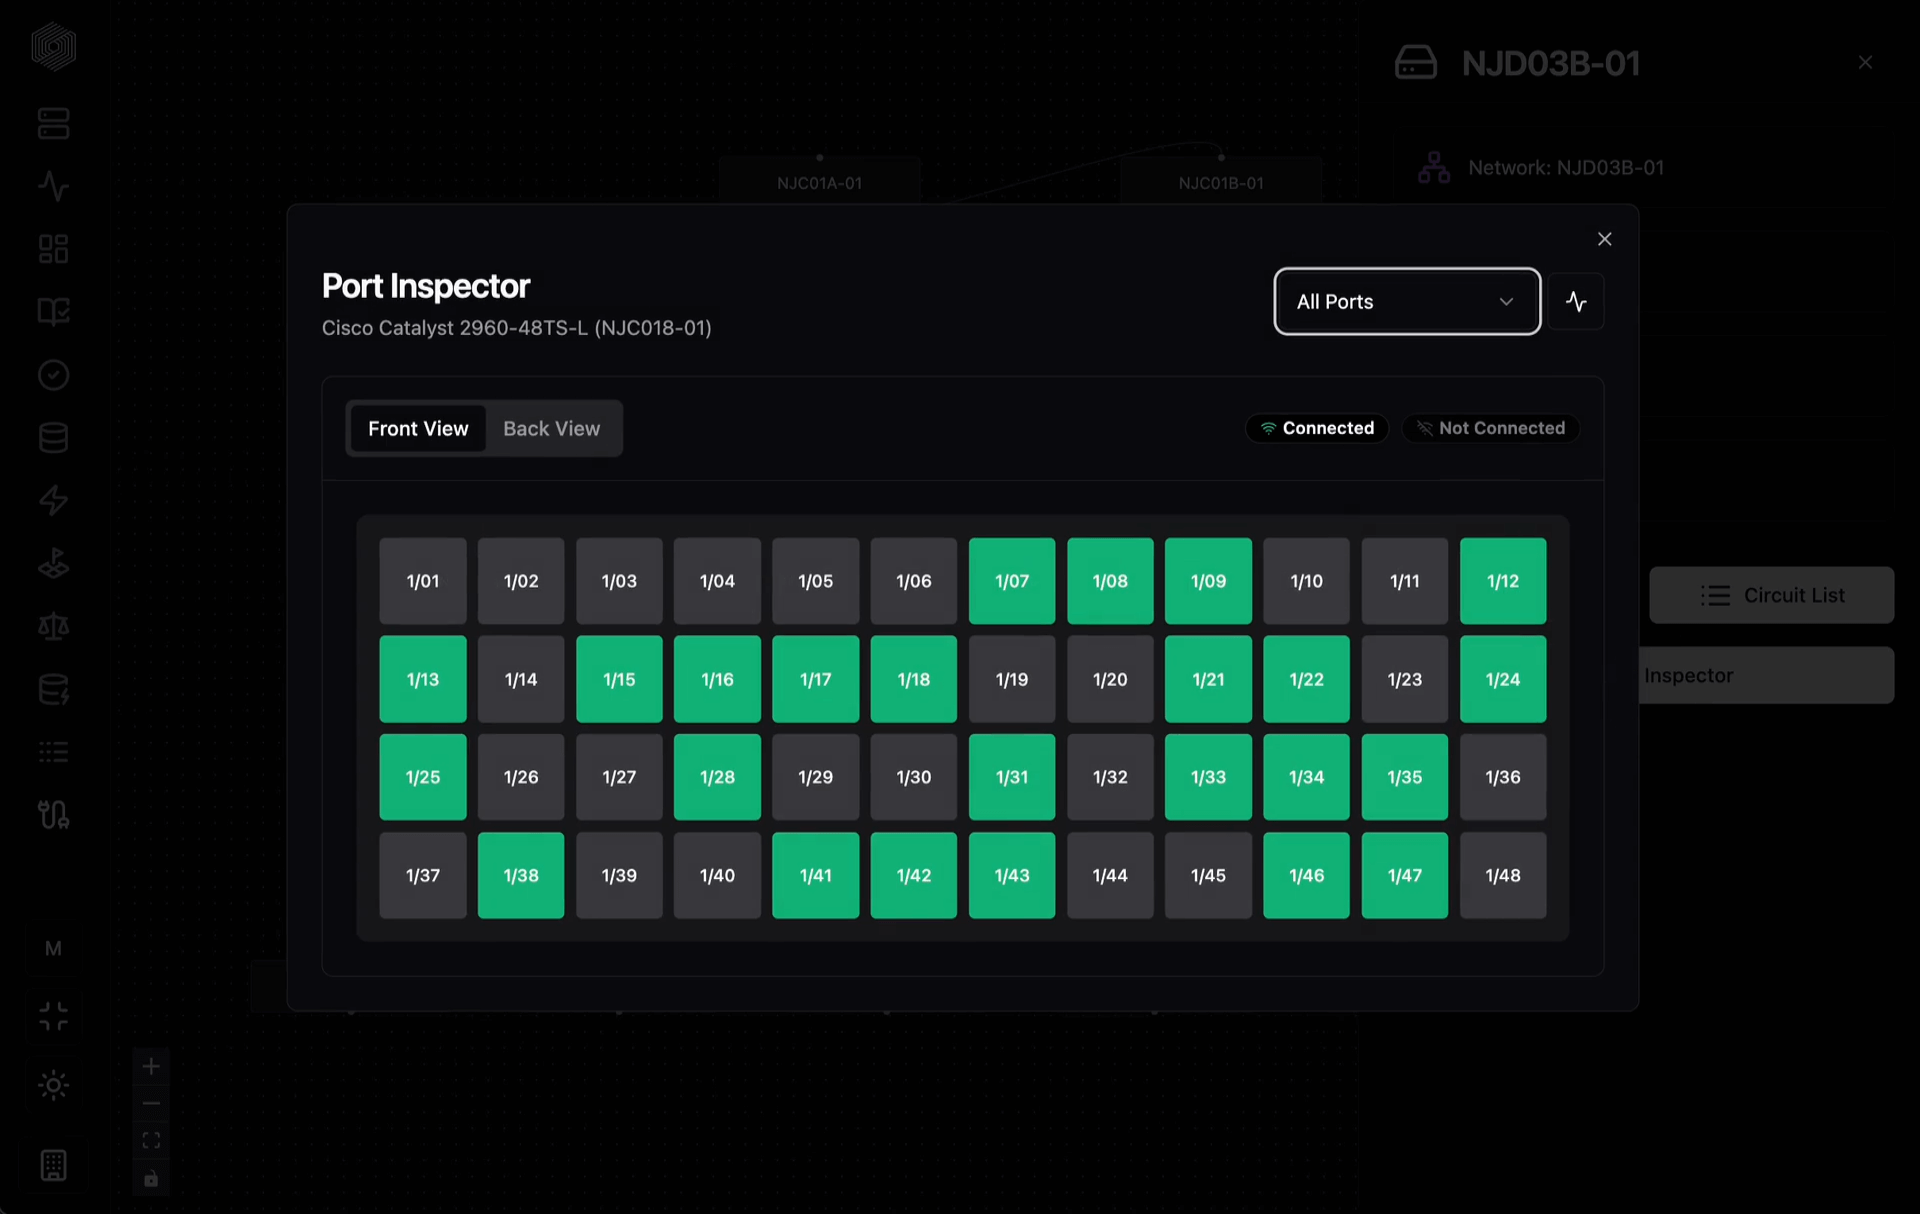 NJD03B-01
Network: NJD03B-01
NJC01A-01
NJC01B-01
Port Inspector
Cisco Catalyst 2960-48TS-L (NJC018-01)
All Ports
Front View
Back View
Connected
Not Connected
1/01 1/02 1/03 1/04 1/05 1/06 1/07 1/08 1/09 1/10 1/11 1/12
1/13 1/14 1/15 1/16 1/17 1/18 1/19 1/20 1/21 1/22 1/23 1/24
1/25 1/26 1/27 1/28 1/29 1/30 1/31 1/32 1/33 1/34 1/35 1/36
1/37 1/38 1/39 1/40 1/41 1/42 1/43 1/44 1/45 1/46 1/47 1/48
Circuit List
Inspector
M